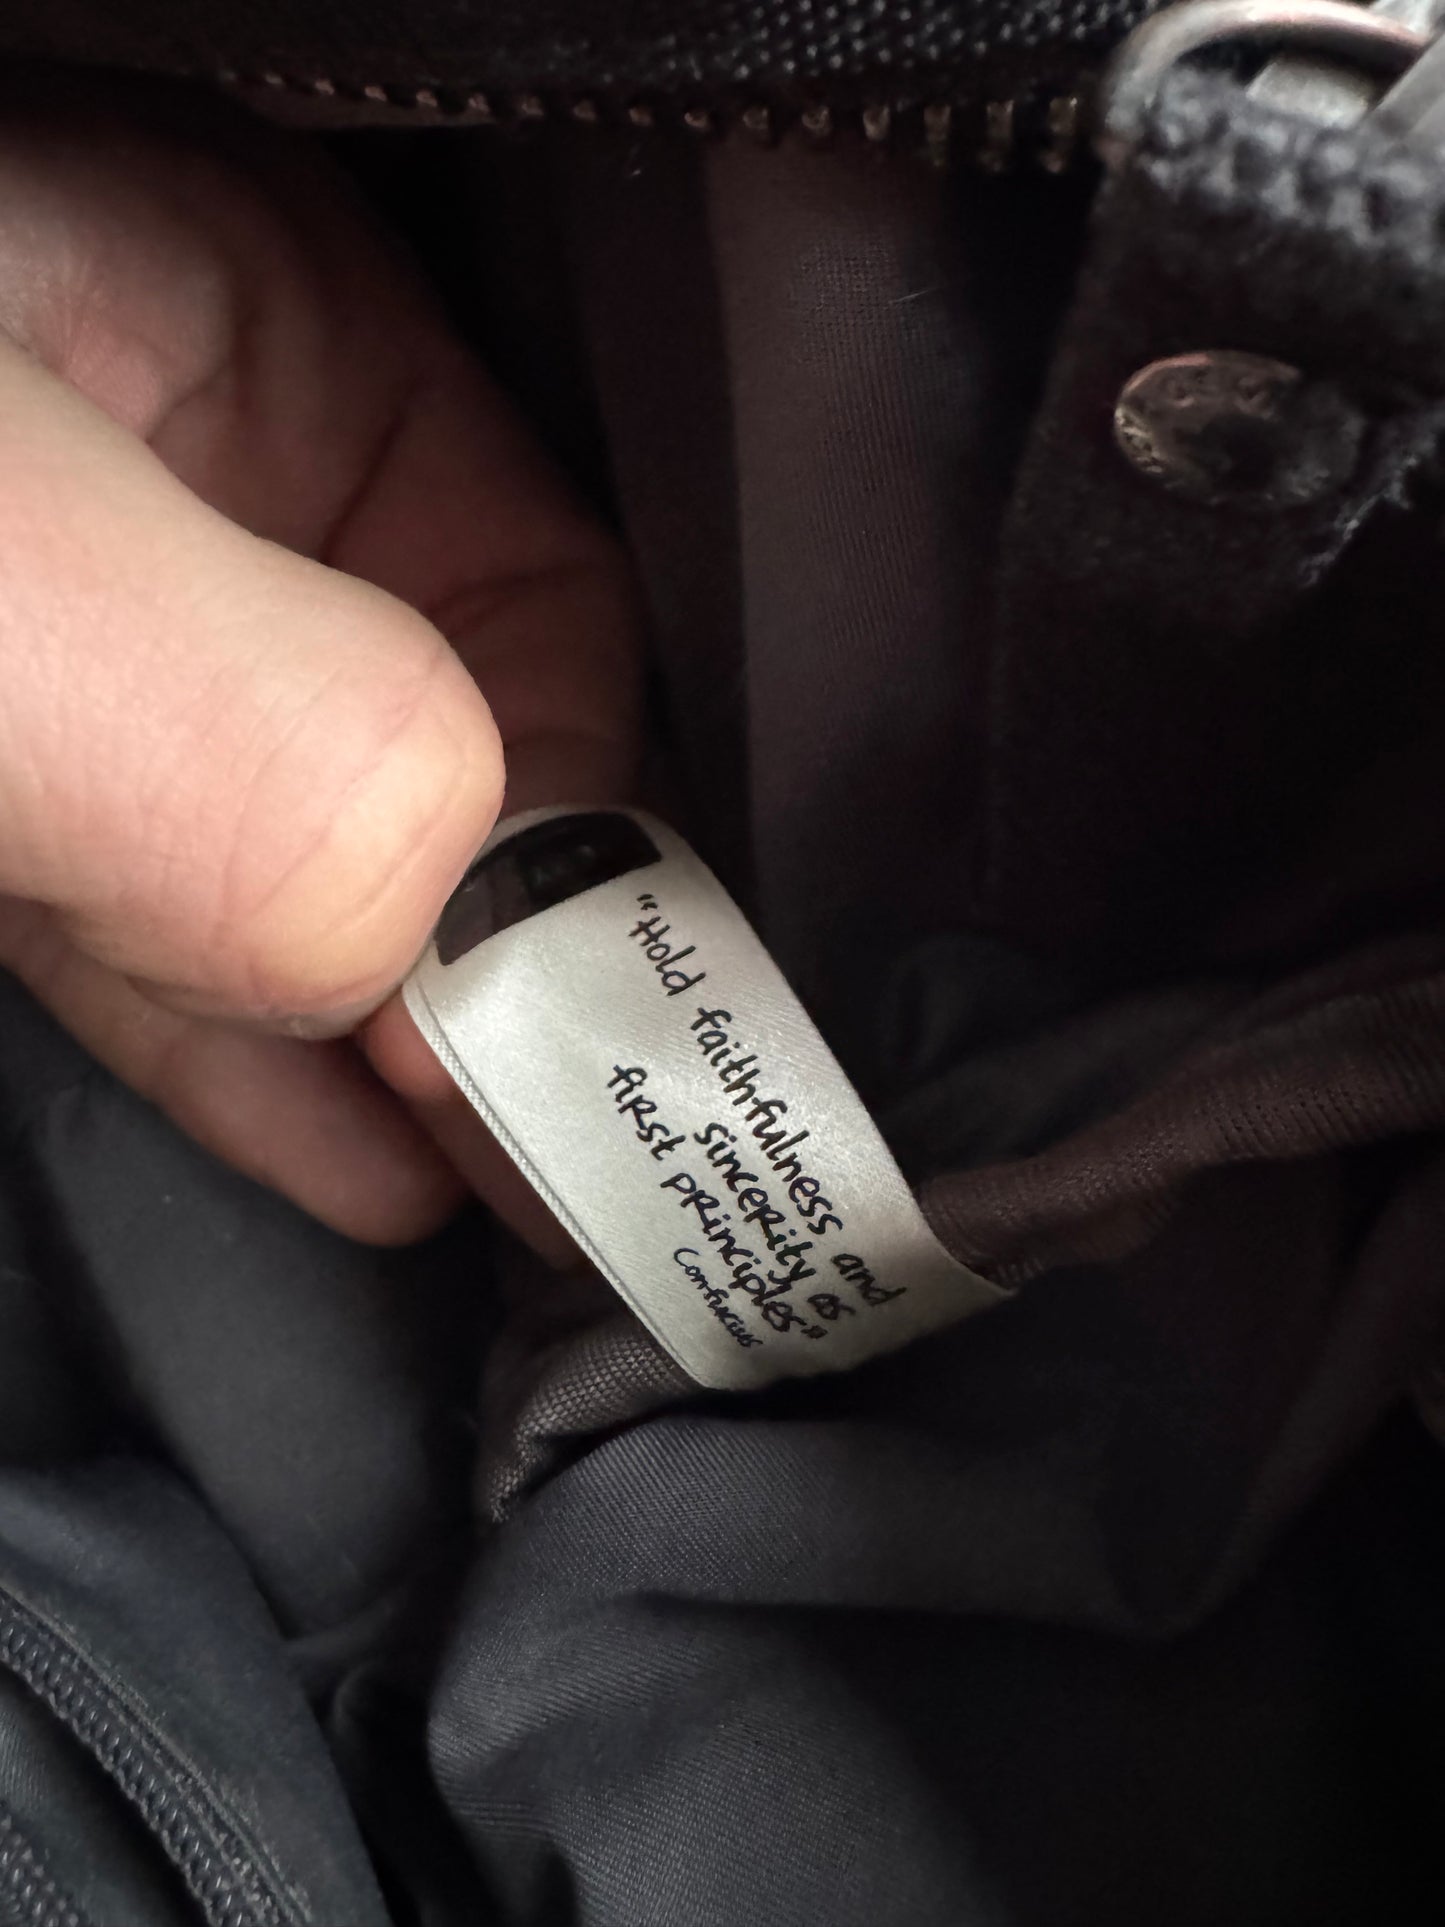 "Hold faithfulness and
sincerity as
first principles"
Confucius